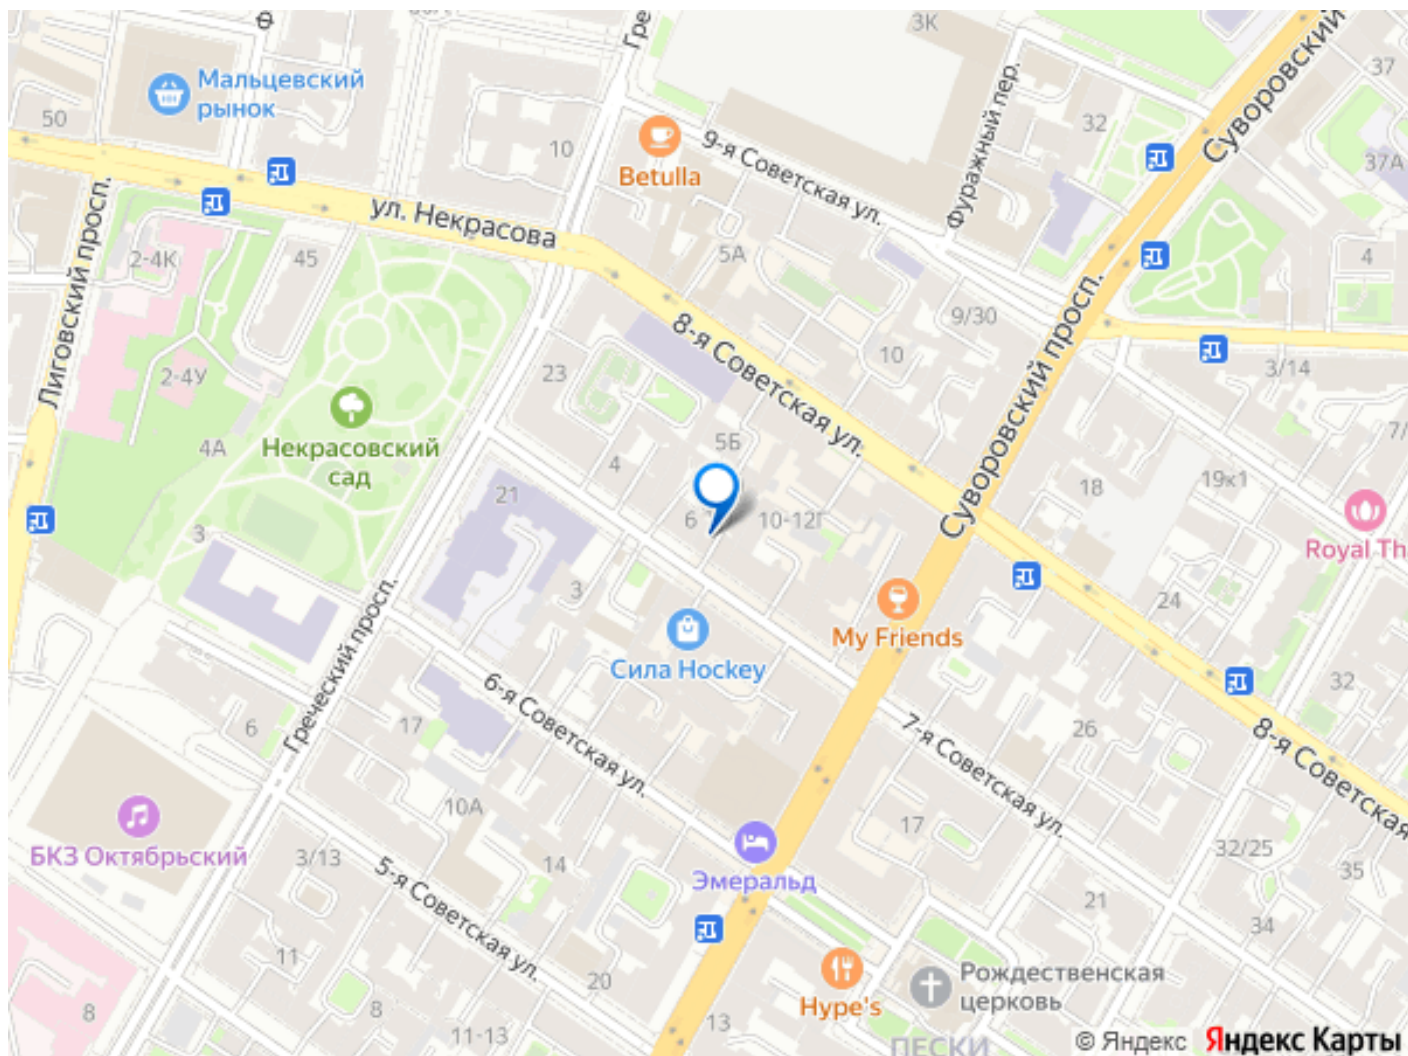 3К
37
Мальцевский
рынок
50
10
Betulla
9-я Советская ул.
Фуражный пер.
32
Суворовский
37А
ул. Некрасова
5А
2-4К
45
4
9/30
Лиговский просп.
8-я Советская ул.
10
Суворовский просп.
3/14
2-4У
23
Некрасовский
сад
4А
5Б
4
21
6
10-12Г
18
19к1
Royal Th
3
3
My Friends
24
Сила Hockey
Греческий просп.
6-я Советская ул.
7-я Советская ул.
32
6
17
26
8-я Советская
10А
17
БКЗ Октябрьский
3/13
14
Эмеральд
32/25
35
5-я Советская ул.
21
34
11
20
Hype's
Рождественская
церковь
8
8
11-13
13
ПЕСКИ
© Яндекс Яндекс Карты